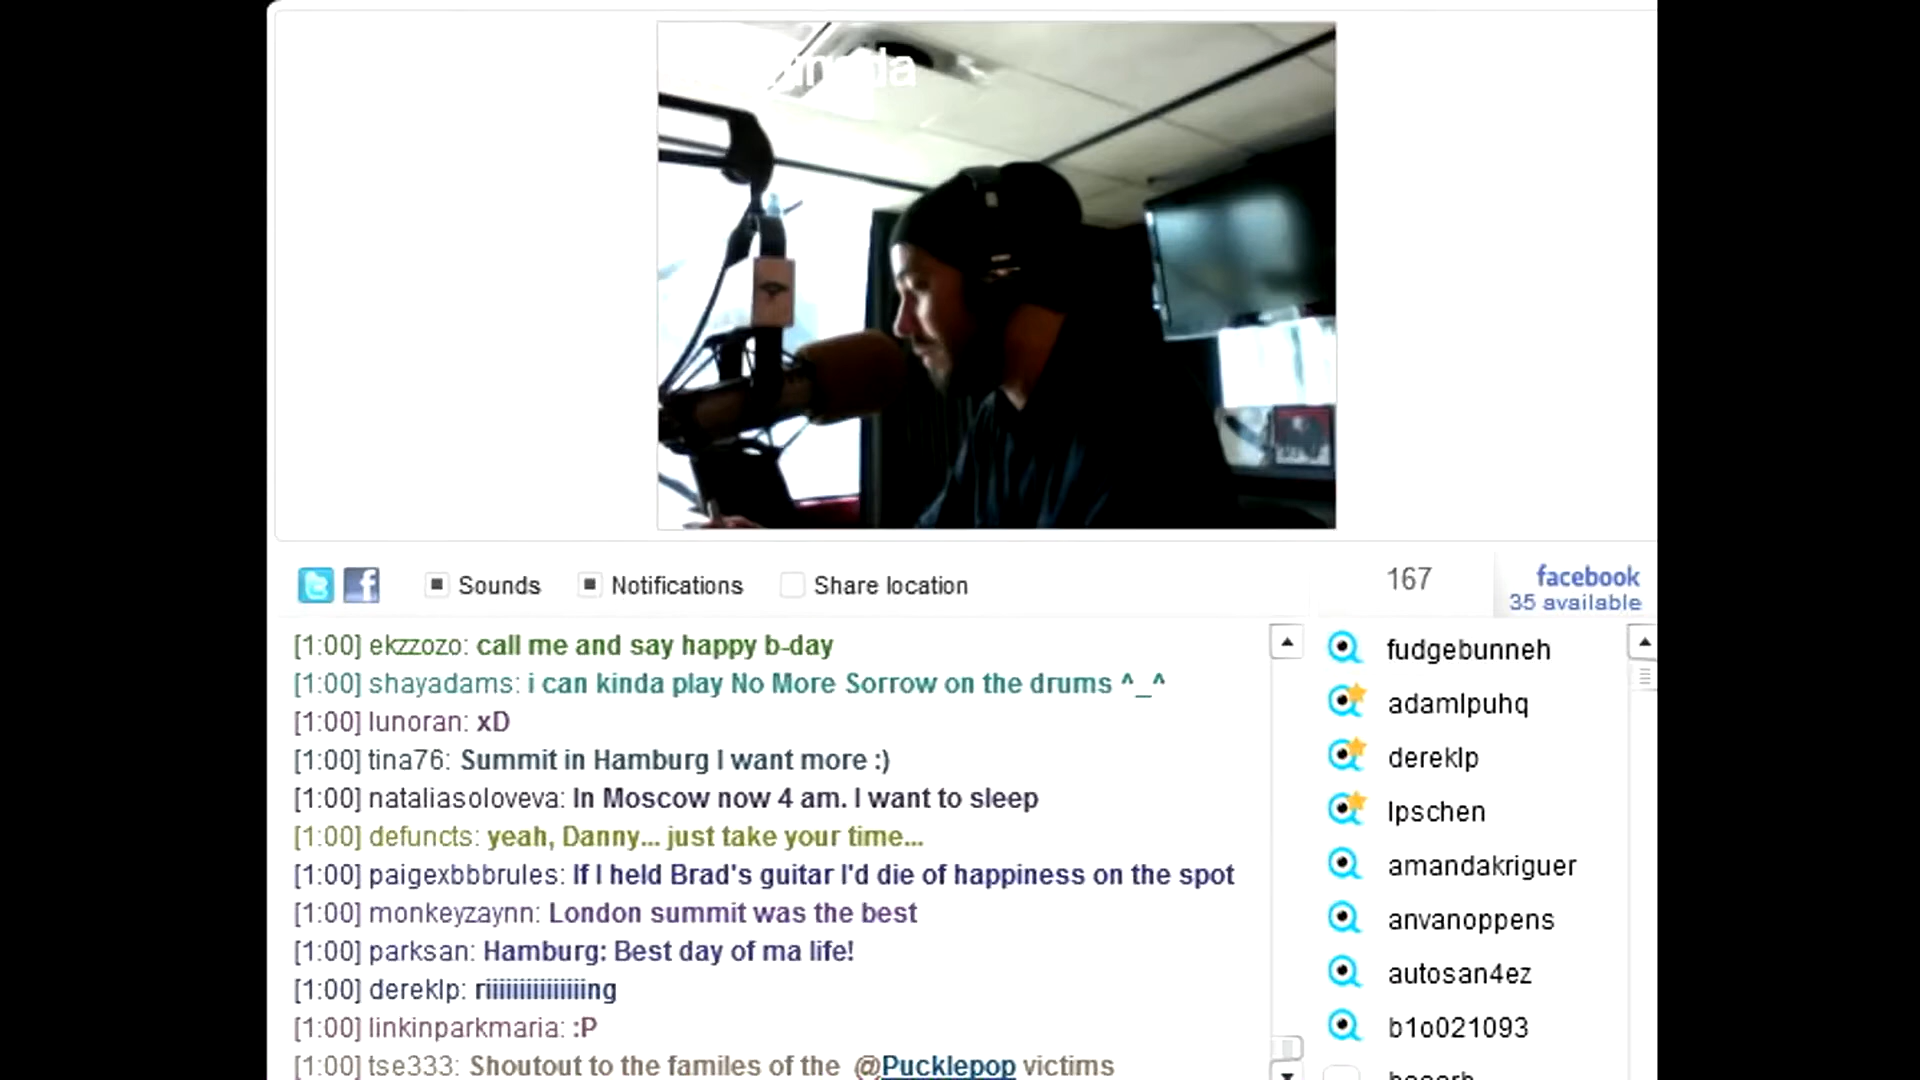 Sounds
Notifications
Share location
167
facebook
35 available
[1:00] ekzzozo: call me and say happy b-day
[1:00] shayadams: i can kinda play No More Sorrow on the drums ^_^
[1:00] lunoran: xD
[1:00] tina76: Summit in Hamburg I want more :)
[1:00] nataliasoloveva: In Moscow now 4 am. I want to sleep
[1:00] defuncts: yeah, Danny... just take your time...
[1:00] paigexbbbrules: If I held Brad's guitar I'd die of happiness on the spot
[1:00] monkeyzaynn: London summit was the best
[1:00] parksan: Hamburg: Best day of ma life!
[1:00] dereklp: riiiiiiiiiiiiiiing
[1:00] linkinparkmaria: :P
[1:00] tse333: Shoutout to the familes of the @Pucklepop victims
fudgebunneh
adamlpuhq
dereklp
lpschen
amandakriguer
anvanoppens
autosan4ez
b1o021093